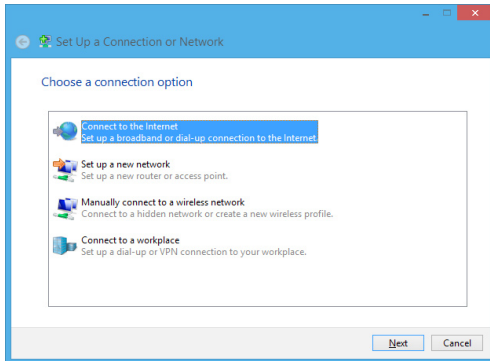 Set Up a Connection or Network
Choose a connection option
Connect to the Internet
Set up a broadband or dial-up connection to the Internet.
Set up a new network
Set up a new router or access point.
Manually connect to a wireless network
Connect to a hidden network or create a new wireless profile.
Connect to a workplace
Set up a dial-up or VPN connection to your workplace.
Next Cancel